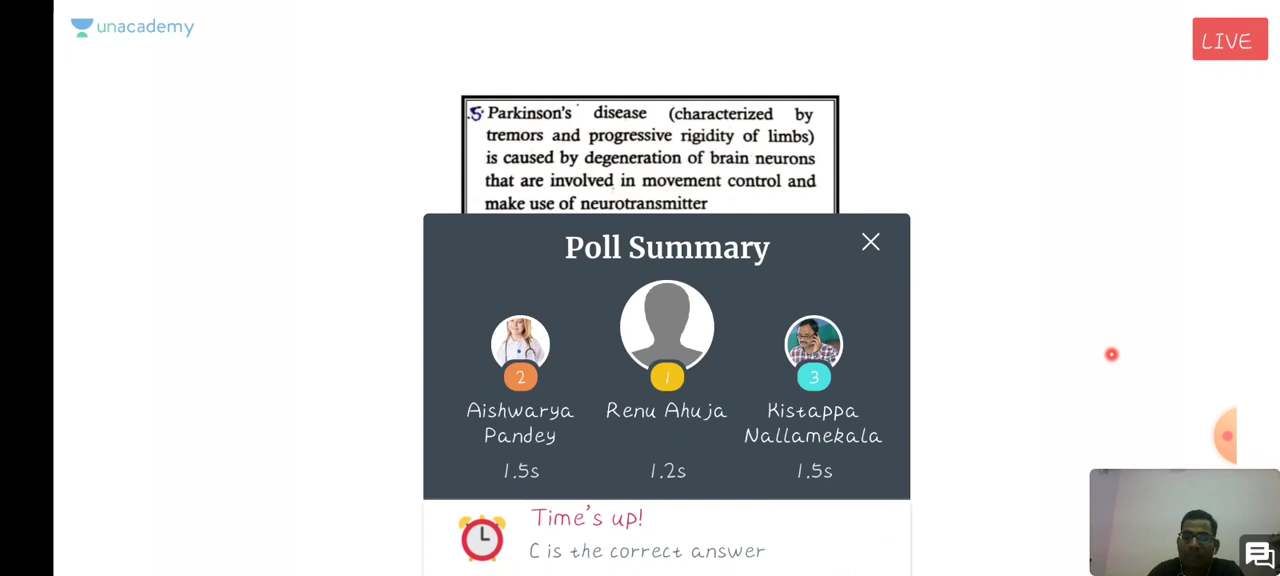 unacademy
LIVE
.5. Parkinson's disease (characterized by
tremors and progressive rigidity of limbs)
is caused by degeneration of brain neurons
that are involved in movement control and
make use of neurotransmitter
Poll Summary
2
1
3
Aishwarya
Pandey
Renu Ahuja
Kistappa
Nallamekala
1.5s
1.2s
1.5s
Time's up!
C is the correct answer